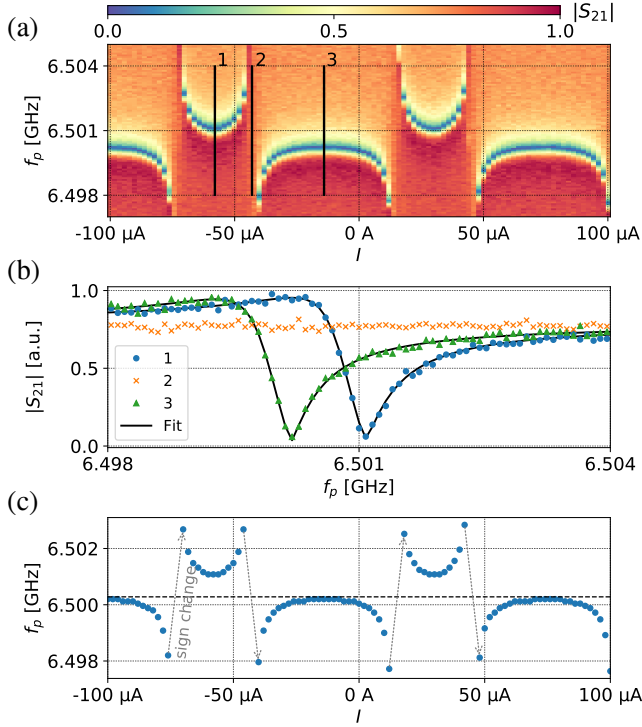 (a)
0.0 0.5 1.0 |S21|
1 2 3
6.504
6.501
6.498
fp [GHz]
-100 µA -50 µA 0 A 50 µA 100 µA
I
(b)
1.0
0.5
0.0
|S21| [a.u.]
1
2
3
Fit
6.498 6.501 6.504
fp [GHz]
(c)
6.502
6.500
6.498
fp [GHz]
sign change
-100 µA -50 µA 0 A 50 µA 100 µA
I